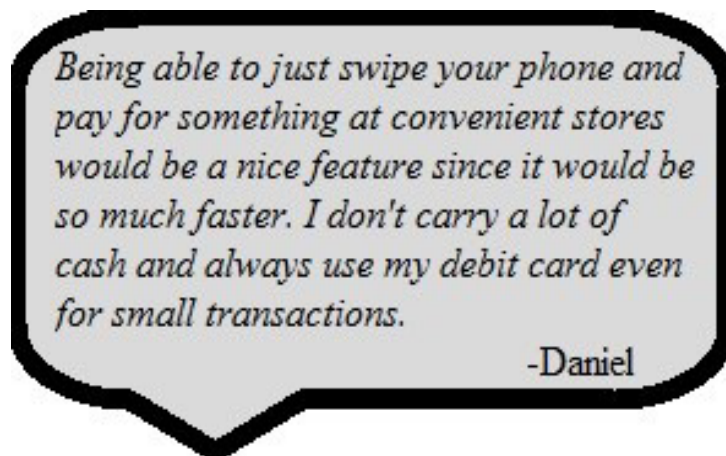 Being able to just swipe your phone and
pay for something at convenient stores
would be a nice feature since it would be
so much faster. I don't carry a lot of
cash and always use my debit card even
for small transactions.
-Daniel